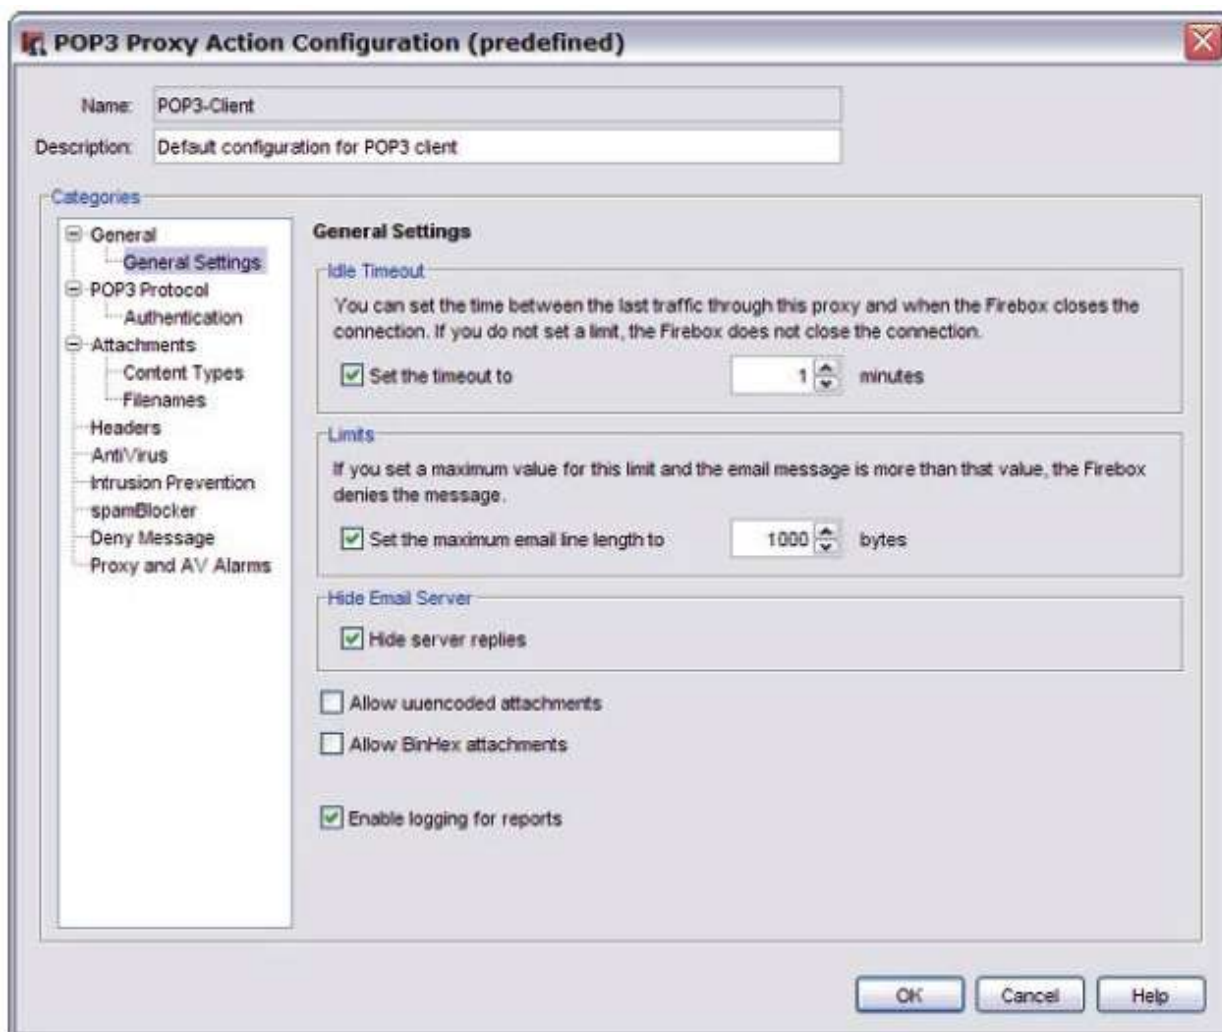 POP3 Proxy Action Configuration (predefined)
Name: POP3-Client
Description: Default configuration for POP3 client
Categories
General
General Settings
POP3 Protocol
Authentication
Attachments
Content Types
Filenames
Headers
AntiVirus
Intrusion Prevention
spamBlocker
Deny Message
Proxy and AV Alarms
General Settings
Idle Timeout
You can set the time between the last traffic through this proxy and when the Firebox closes the
connection. If you do not set a limit, the Firebox does not close the connection.
Set the timeout to 1 minutes
Limits
If you set a maximum value for this limit and the email message is more than that value, the Firebox
denies the message.
Set the maximum email line length to 1000 bytes
Hide Email Server
Hide server replies
Allow uuencoded attachments
Allow BinHex attachments
Enable logging for reports
OK Cancel Help